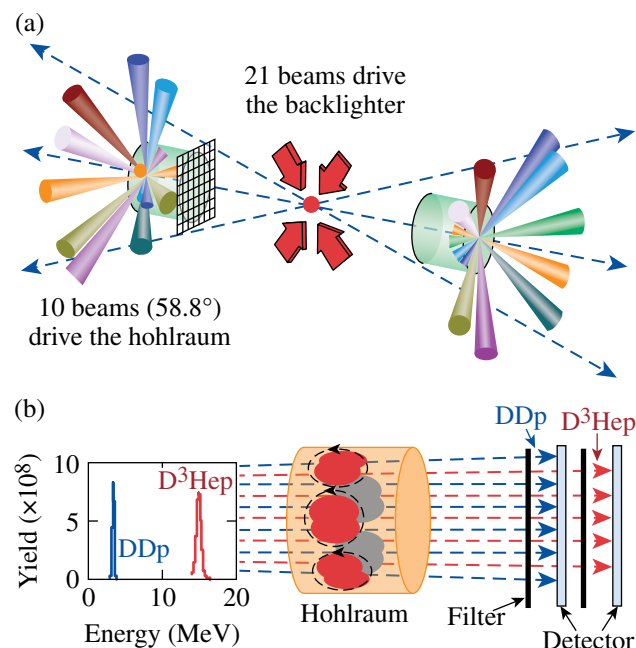 (a)
21 beams drive
the backlighter
10 beams (58.8°)
drive the hohlraum
(b)
DDp
D³Hep
10
5
0
Yield (×10⁸)
D³Hep
DDp
0
10
20
Energy (MeV)
Hohlraum
Filter
Detector